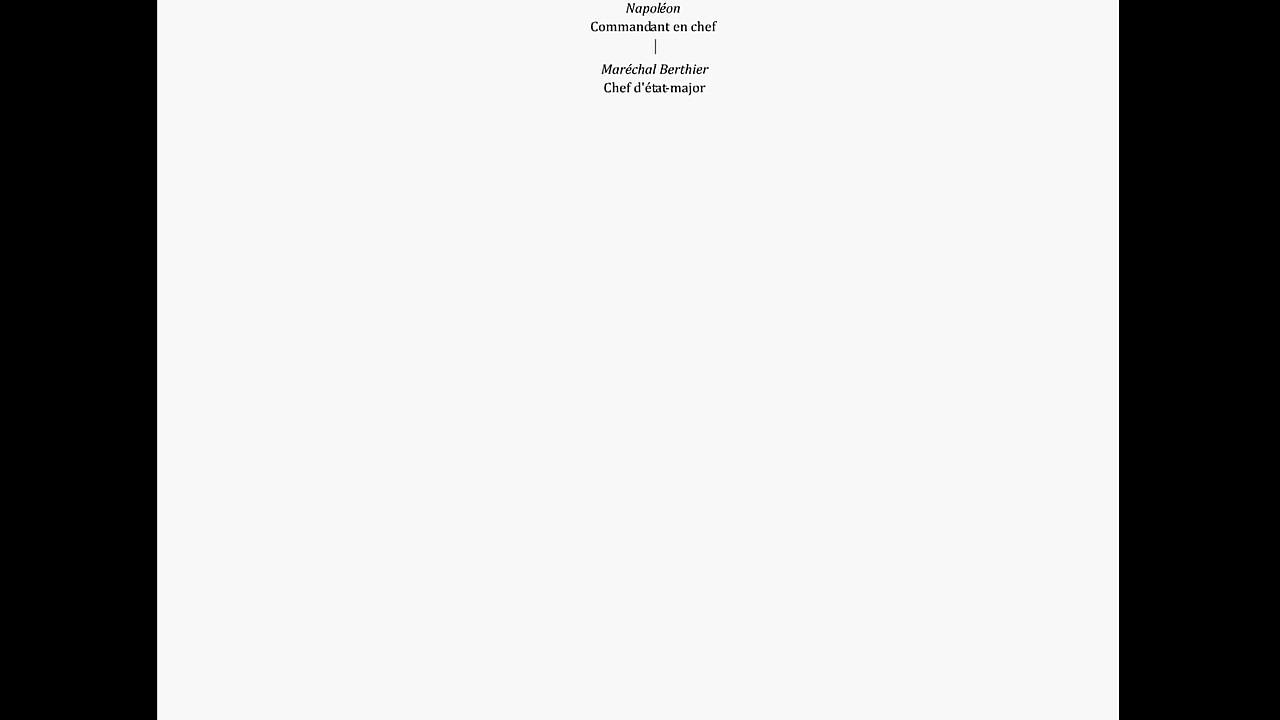 Napoléon
Commandant en chef
Maréchal Berthier
Chef d'état-major